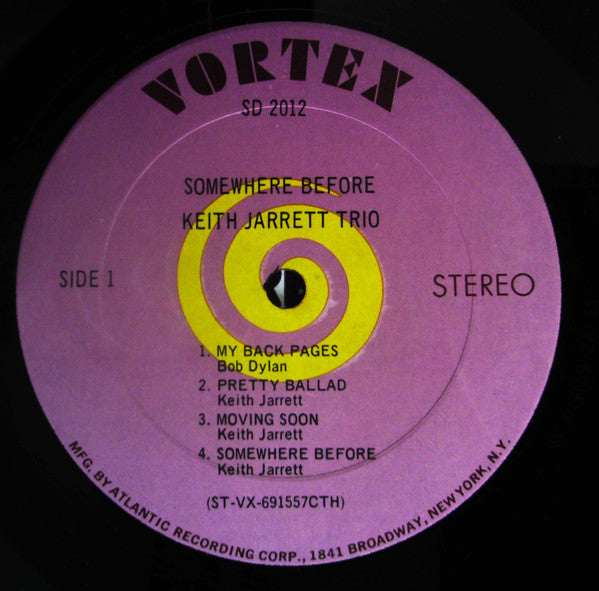 VORTEX
SD 2012
SOMEWHERE BEFORE
KEITH JARRETT TRIO
SIDE 1
STEREO
1. MY BACK PAGES
Bob Dylan
2. PRETTY BALLAD
Keith Jarrett
3. MOVING SOON
Keith Jarrett
4. SOMEWHERE BEFORE
Keith Jarrett
(ST-VX-691557CTH)
MFG. BY ATLANTIC RECORDING CORP., 1841 BROADWAY, NEW YORK, N.Y.